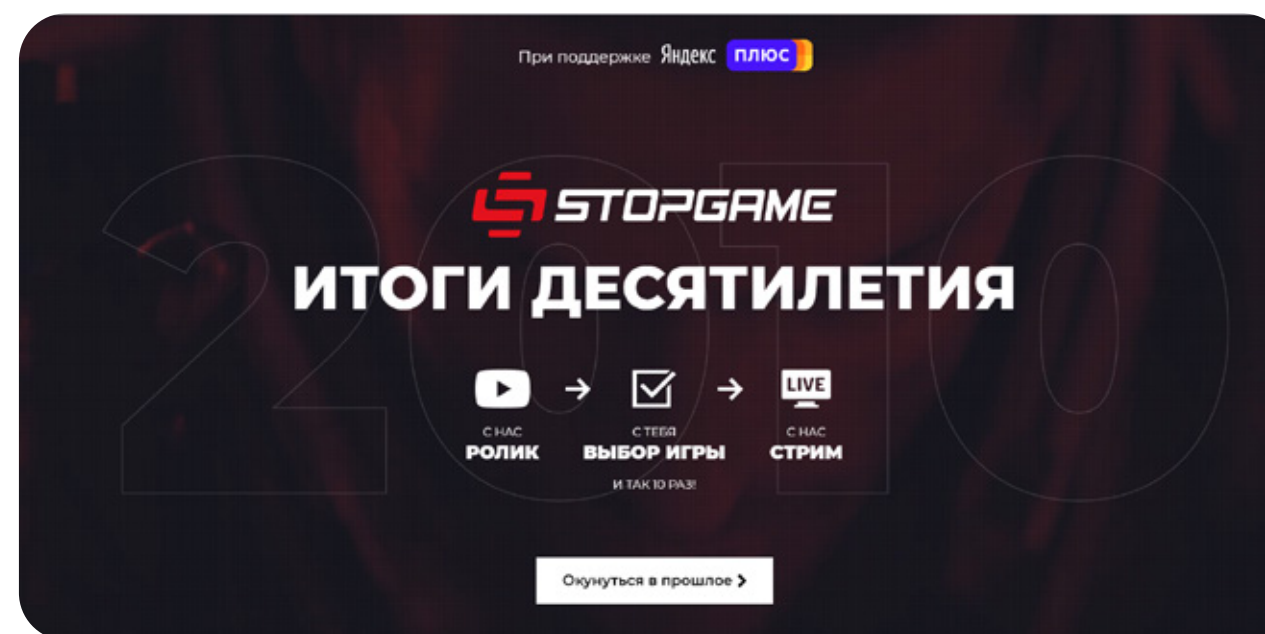 При поддержке Яндекс плюс
2010
STOPGAME
ИТОГИ ДЕСЯТИЛЕТИЯ
LIVE
С НАС С ТЕБЯ С НАС
РОЛИК ВЫБОР ИГРЫ СТРИМ
И ТАК 10 РАЗ!
Окунуться в прошлое